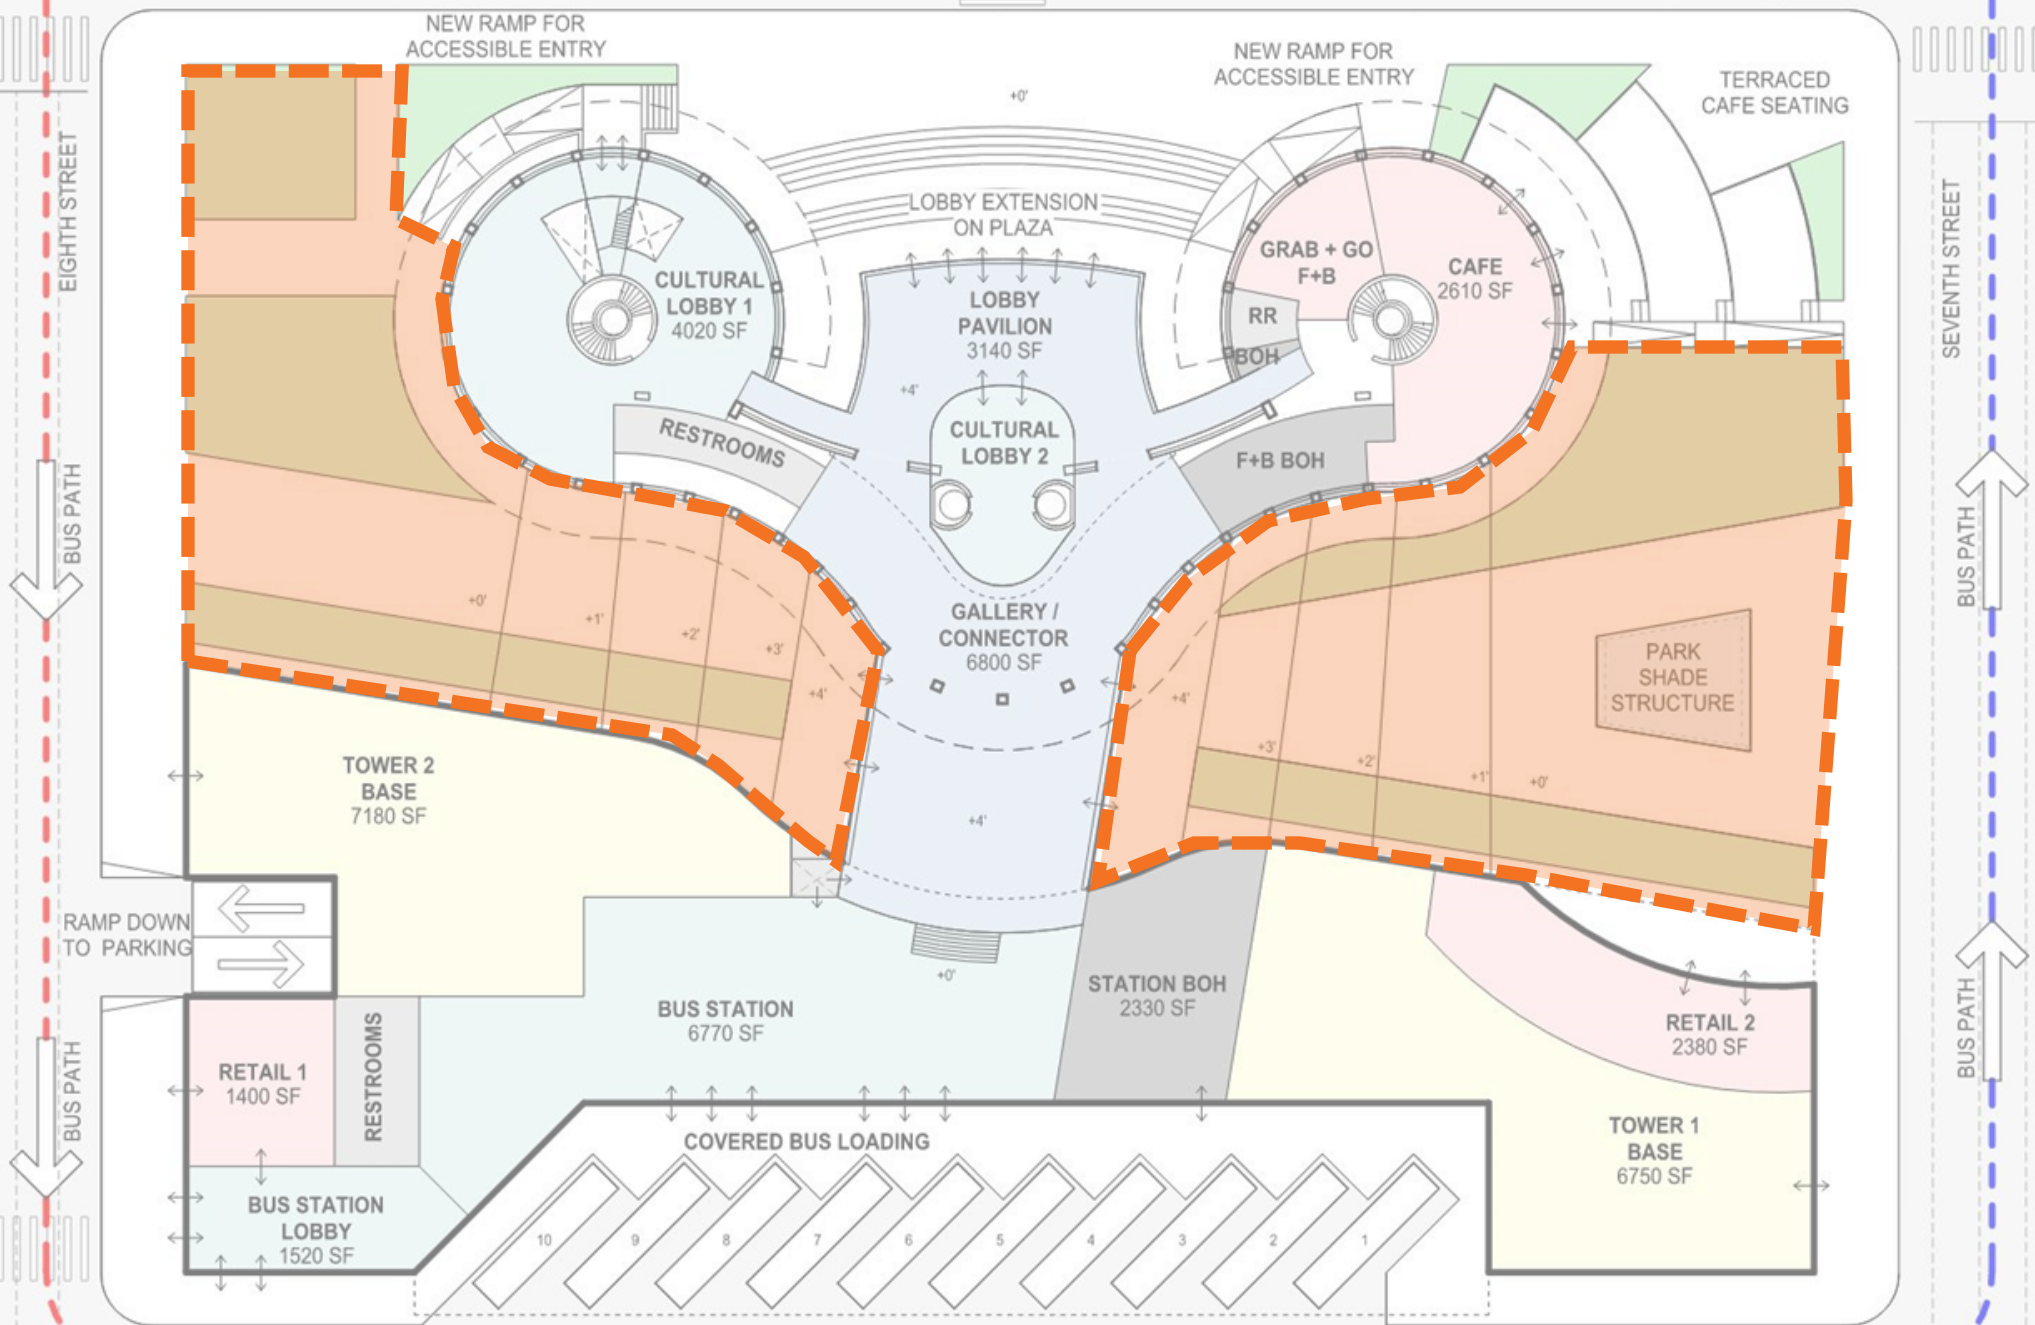 NEW RAMP FOR
ACCESSIBLE ENTRY
NEW RAMP FOR
ACCESSIBLE ENTRY
TERRACED
CAFE SEATING
+0'
EIGHTH STREET
SEVENTH STREET
LOBBY EXTENSION
ON PLAZA
CULTURAL
LOBBY 1
4020 SF
LOBBY
PAVILION
3140 SF
GRAB + GO
F+B
CAFE
2610 SF
RR
BOH
+4'
RESTROOMS
CULTURAL
LOBBY 2
F+B BOH
BUS PATH
BUS PATH
+0'
+1'
+2'
+3'
+4'
GALLERY /
CONNECTOR
6800 SF
+4'
PARK
SHADE
STRUCTURE
+3'
+2'
+1'
+0'
TOWER 2
BASE
7180 SF
+4'
RAMP DOWN
TO PARKING
+0'
BUS STATION
6770 SF
STATION BOH
2330 SF
RETAIL 2
2380 SF
BUS PATH
BUS PATH
RETAIL 1
1400 SF
RESTROOMS
COVERED BUS LOADING
TOWER 1
BASE
6750 SF
BUS STATION
LOBBY
1520 SF
10
9
8
7
6
5
4
3
2
1